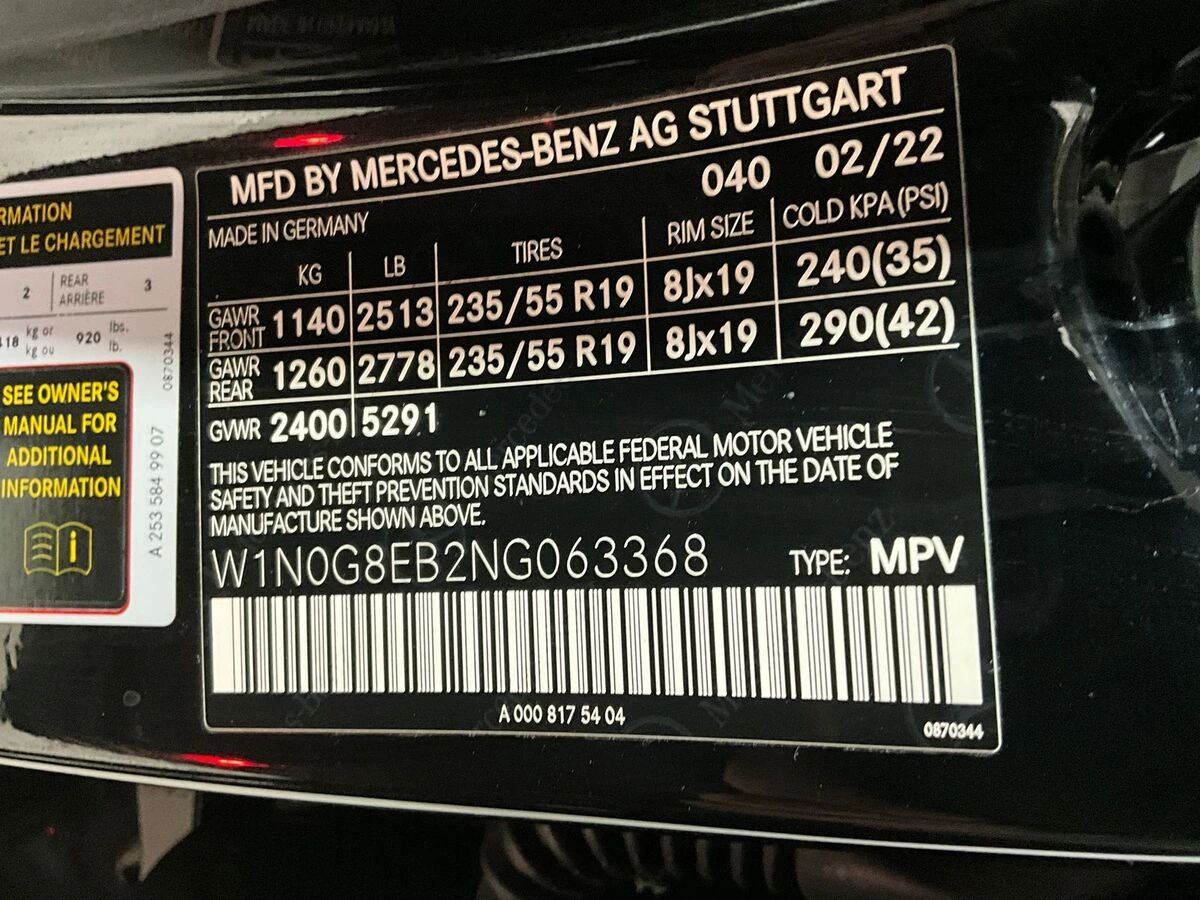 RMATION
ET LE CHARGEMENT
2 REAR ARRIÈRE 3
118 kg or kg ou 920 lbs. lb.
SEE OWNER'S
MANUAL FOR
ADDITIONAL
INFORMATION
0870344
A 253 584 99 07
MFD BY MERCEDES-BENZ AG STUTTGART
040 02/22
MADE IN GERMANY
KG LB TIRES RIM SIZE COLD KPA (PSI)
GAWR FRONT 1140 2513 235/55 R19 8Jx19 240(35)
GAWR REAR 1260 2778 235/55 R19 8Jx19 290(42)
GVWR 2400 5291
THIS VEHICLE CONFORMS TO ALL APPLICABLE FEDERAL MOTOR VEHICLE
SAFETY AND THEFT PREVENTION STANDARDS IN EFFECT ON THE DATE OF
MANUFACTURE SHOWN ABOVE.
W1N0G8EB2NG063368 TYPE: MPV
A 000 817 54 04
0870344